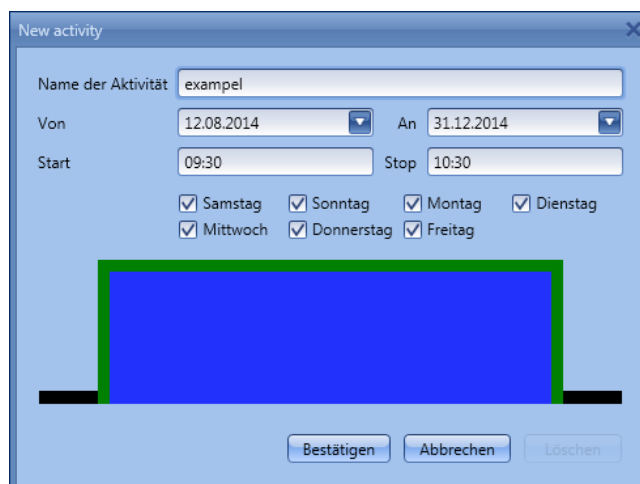 New activity
Name der Aktivität exampel
Von 12.08.2014 An 31.12.2014
Start 09:30 Stop 10:30
Samstag Sonntag Montag Dienstag
Mittwoch Donnerstag Freitag
Bestätigen Abbrechen Löschen